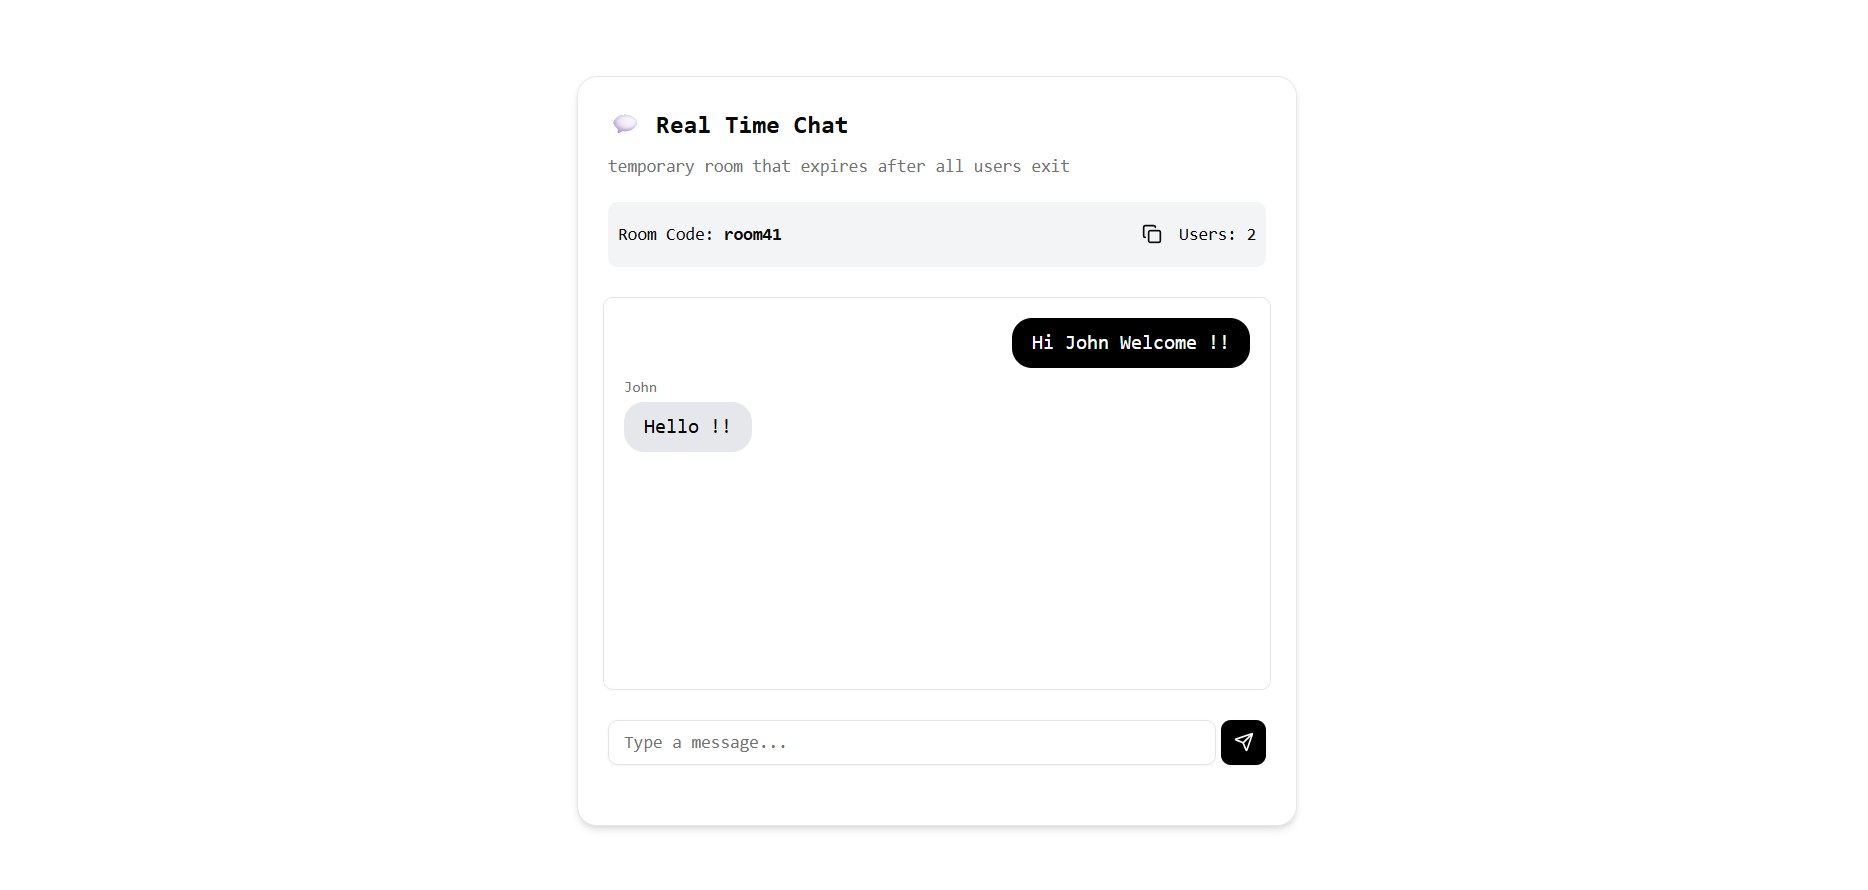 Real Time Chat
temporary room that expires after all users exit
Room Code: room41 Users: 2
Hi John Welcome !!
John
Hello !!
Type a message...